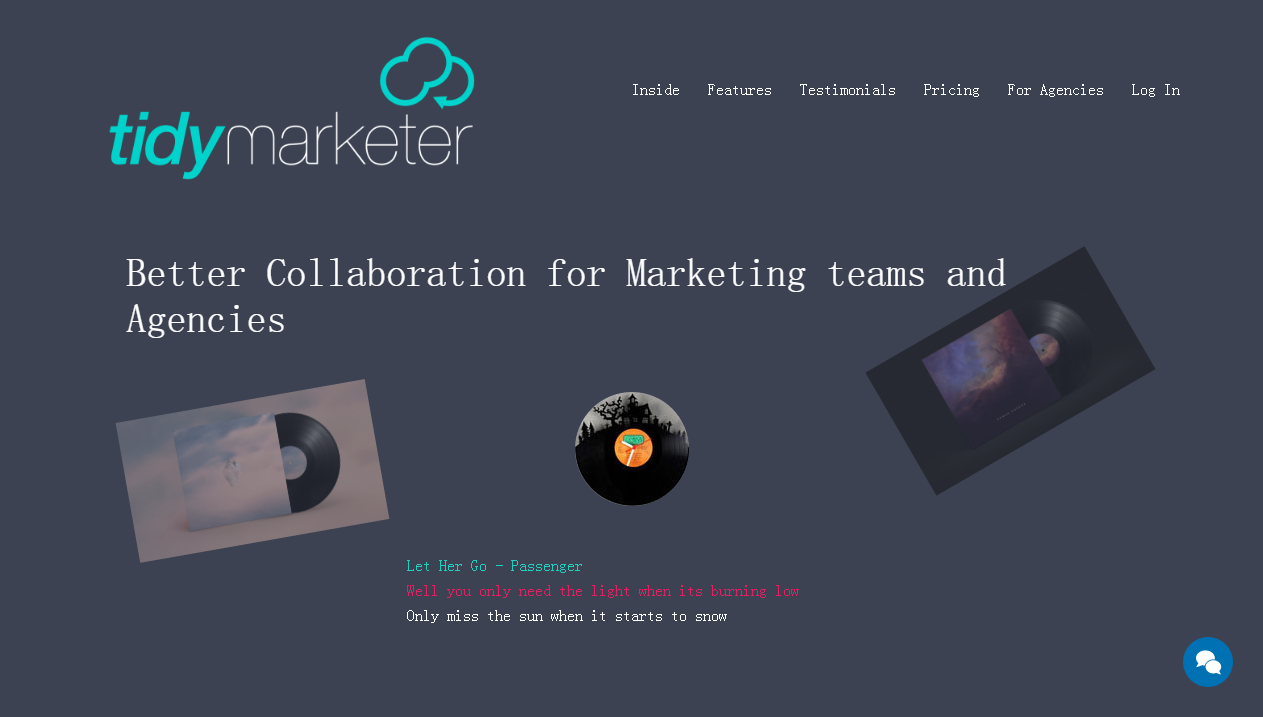 tidymarketer
Inside Features Testimonials Pricing For Agencies Log In
Better Collaboration for Marketing teams and
Agencies
Let Her Go - Passenger
Well you only need the light when its burning low
Only miss the sun when it starts to snow